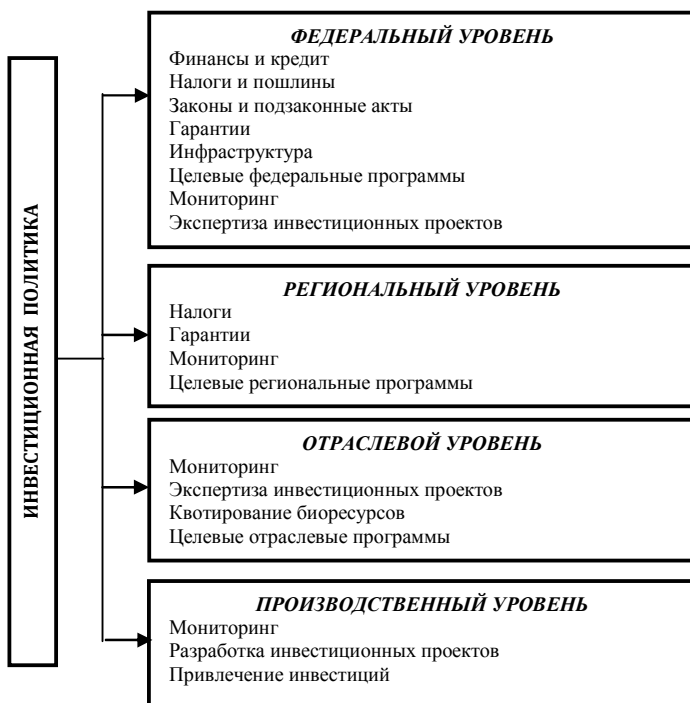 ИНВЕСТИЦИОННАЯ ПОЛИТИКА
ФЕДЕРАЛЬНЫЙ УРОВЕНЬ
Финансы и кредит
Налоги и пошлины
Законы и подзаконные акты
Гарантии
Инфраструктура
Целевые федеральные программы
Мониторинг
Экспертиза инвестиционных проектов
РЕГИОНАЛЬНЫЙ УРОВЕНЬ
Налоги
Гарантии
Мониторинг
Целевые региональные программы
ОТРАСЛЕВОЙ УРОВЕНЬ
Мониторинг
Экспертиза инвестиционных проектов
Квотирование биоресурсов
Целевые отраслевые программы
ПРОИЗВОДСТВЕННЫЙ УРОВЕНЬ
Мониторинг
Разработка инвестиционных проектов
Привлечение инвестиций